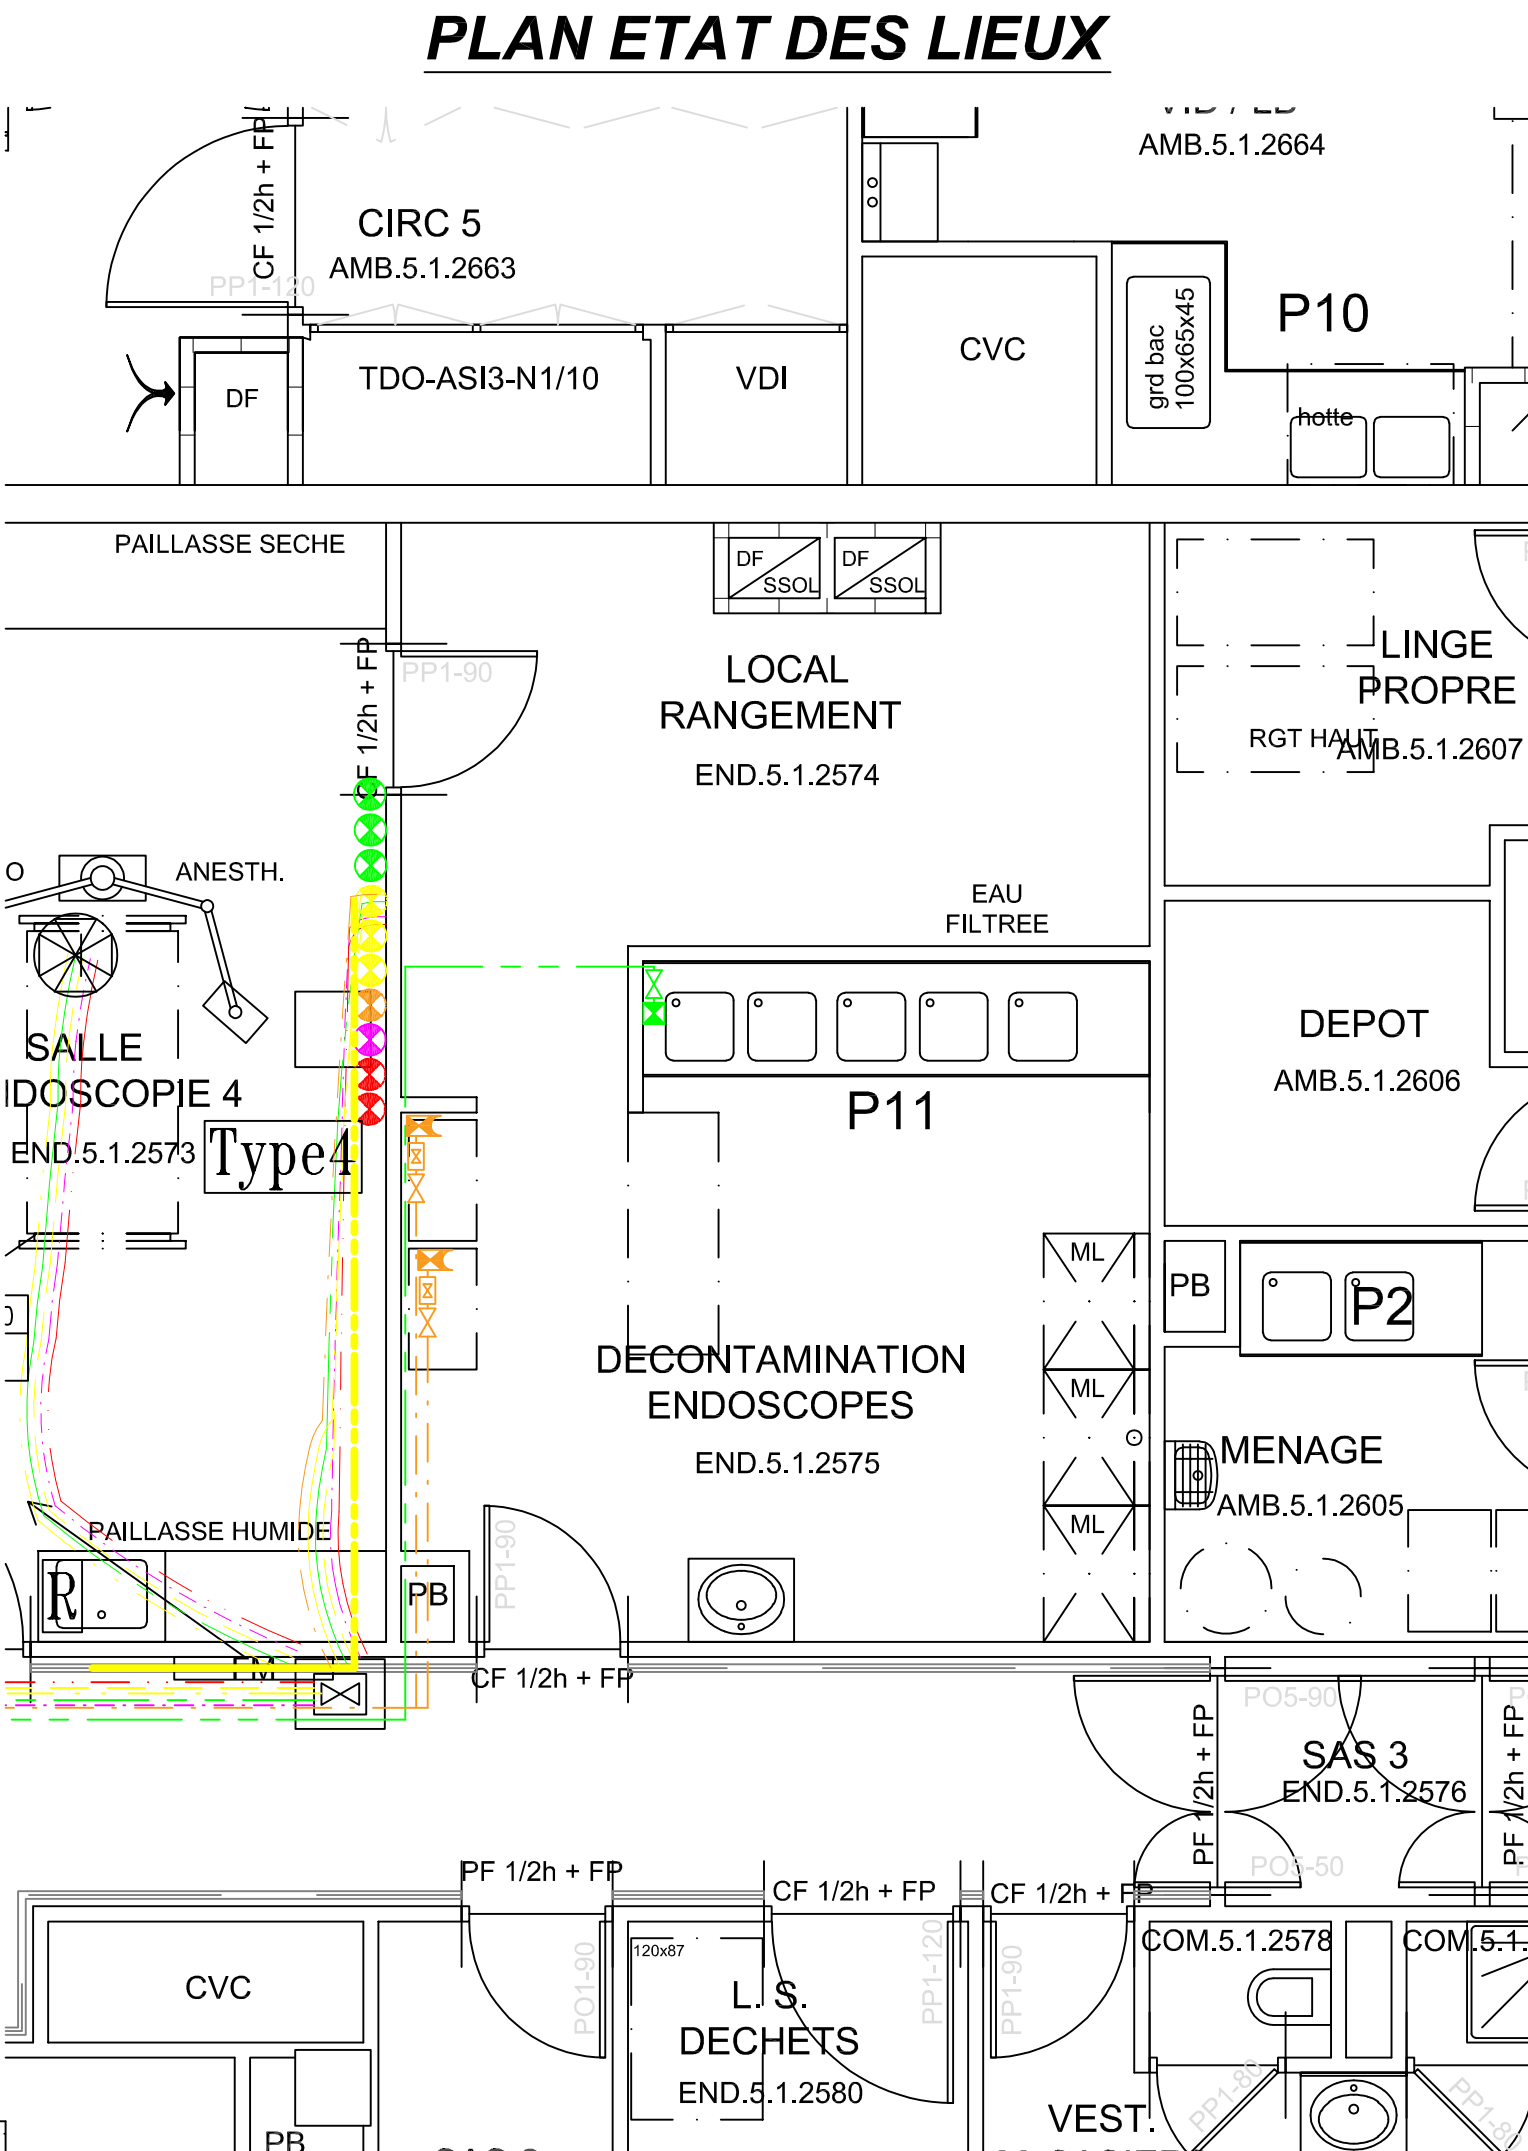 PLAN ETAT DES LIEUX
AMB.5.1.2664
CF 1/2h + FP
CIRC 5
AMB.5.1.2663
PP1-120
P10
grd bac
100x65x45
CVC
TDO-ASI3-N1/10
VDI
DF
hotte
PAILLASSE SECHE
DF
SSOL
DF
SSOL
CF 1/2h + FP
PP1-90
LOCAL
RANGEMENT
END.5.1.2574
LINGE
PROPRE
RGT HAUT
AMB.5.1.2607
ANESTH.
EAU
FILTREE
SALLE
DOSCOPIE 4
END.5.1.2573
Type4
DEPOT
AMB.5.1.2606
P11
ML
PB
P2
DECONTAMINATION
ENDOSCOPES
END.5.1.2575
ML
MENAGE
AMB.5.1.2605
ML
PAILLASSE HUMIDE
PP1-90
R
PB
CF 1/2h + FP
PO5-90
PF 1/2h + FP
SAS 3
END.5.1.2576
PF 1/2h + FP
PO5-50
PF 1/2h + FP
CF 1/2h + FP
CF 1/2h + FP
COM.5.1.2578
COM.5.1.
120x87
CVC
PO1-90
PP1-120
PP1-90
L. S.
DECHETS
END.5.1.2580
VEST.
PP1-80
PP1-80
PB